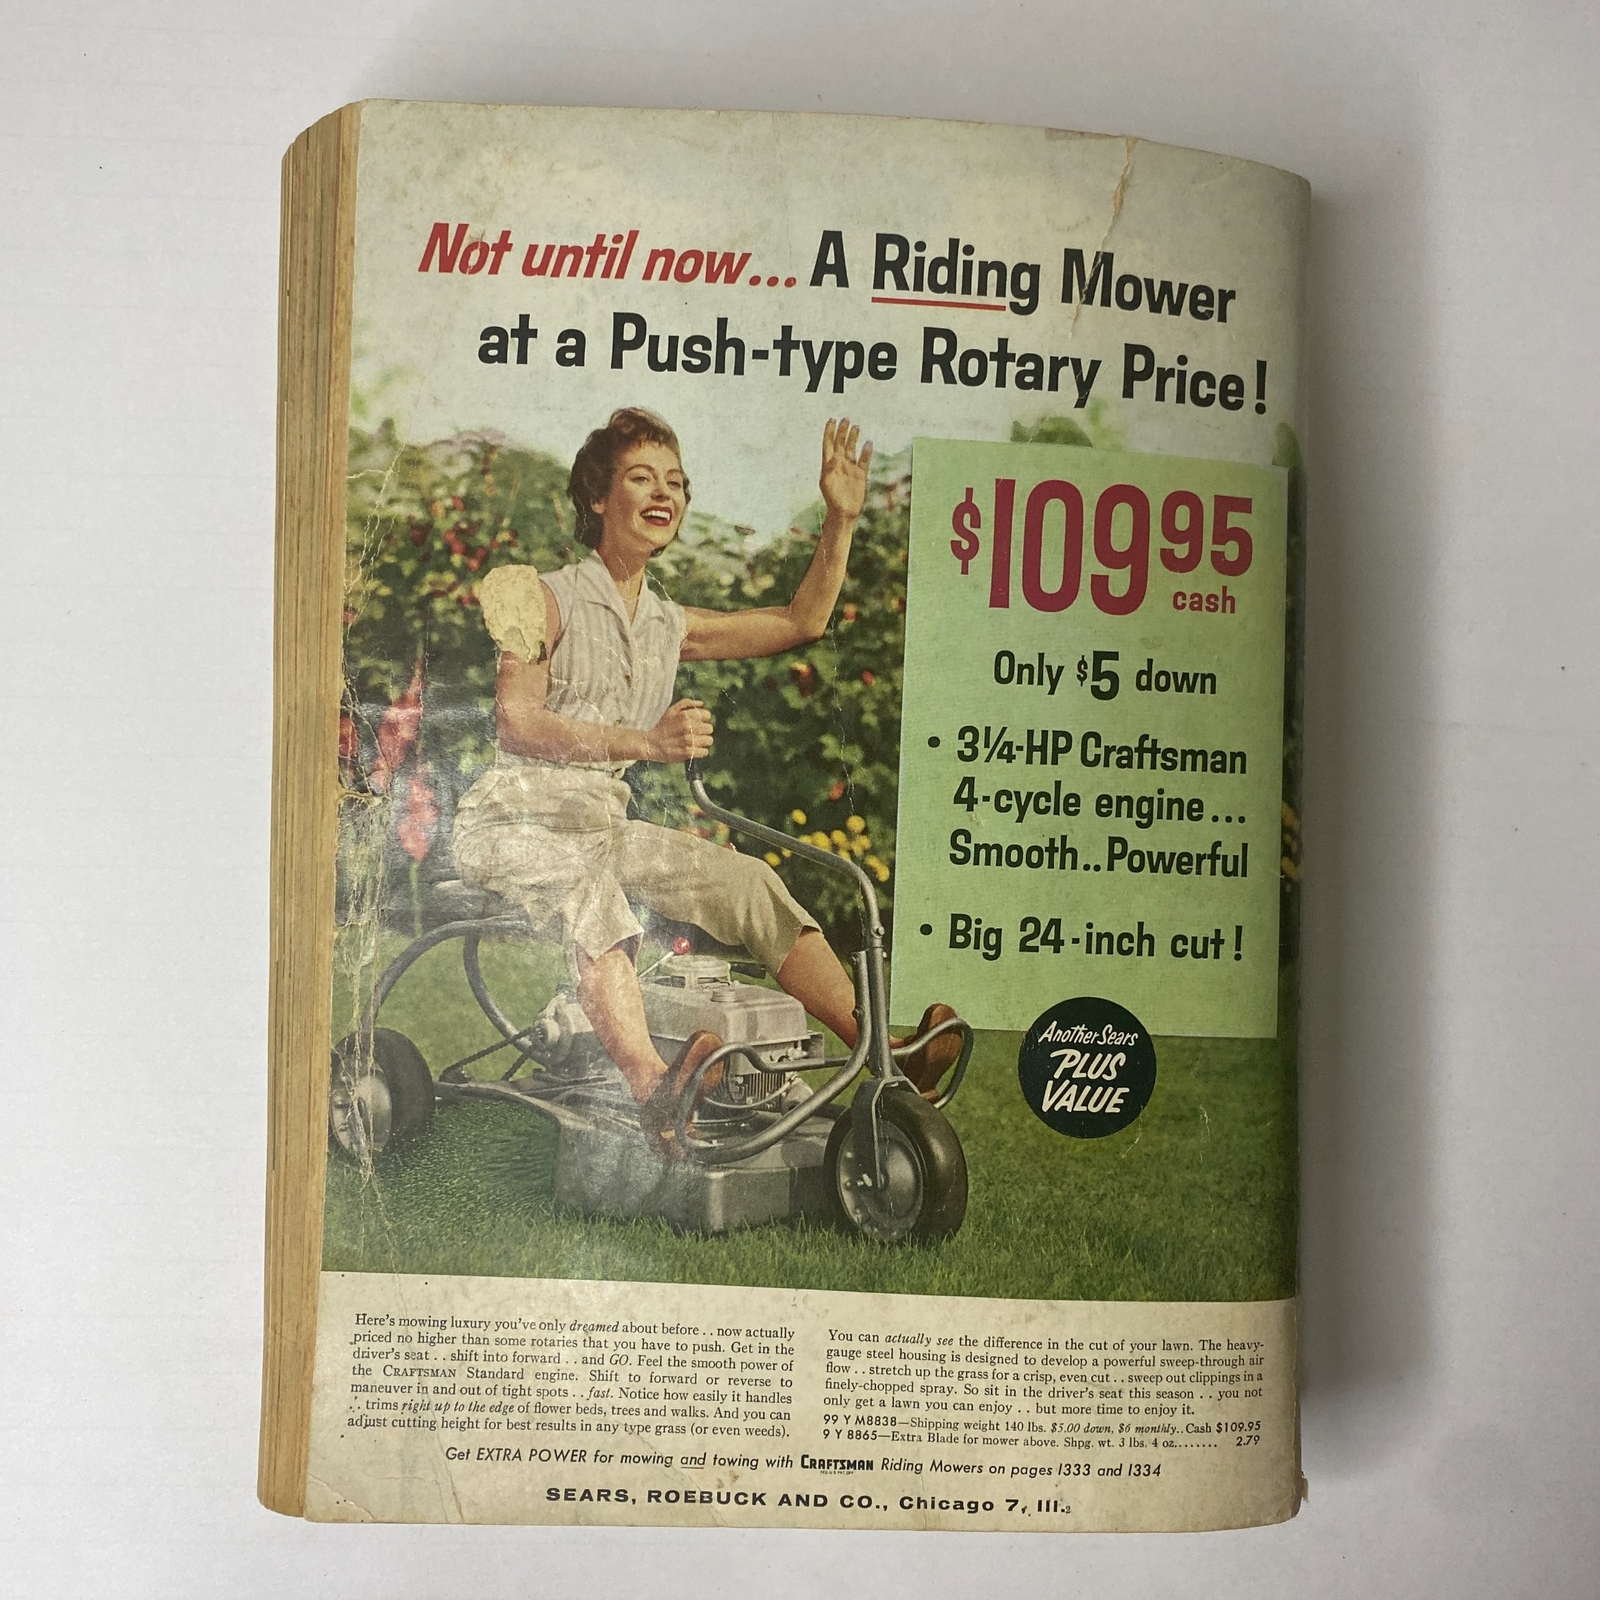 Not until now... A Riding Mower
at a Push-type Rotary Price!
$109.95
cash
Only $5 down
• 3¼-HP Craftsman
4-cycle engine...
Smooth..Powerful
• Big 24-inch cut!
Another Sears
PLUS
VALUE
Here's mowing luxury you've only dreamed about before . . now actually
priced no higher than some rotaries that you have to push. Get in the
driver's seat . . shift into forward . . and GO. Feel the smooth power of
the CRAFTSMAN Standard engine. Shift to forward or reverse to
maneuver in and out of tight spots . . fast. Notice how easily it handles
. . trims right up to the edge of flower beds, trees and walks. And you can
adjust cutting height for best results in any type grass (or even weeds).
You can actually see the difference in the cut of your lawn. The heavy-
gauge steel housing is designed to develop a powerful sweep-through air
flow . . stretch up the grass for a crisp, even cut . . sweep out clippings in a
finely-chopped spray. So sit in the driver's seat this season . . you not
only get a lawn you can enjoy . . but more time to enjoy it.
99 Y M8838—Shipping weight 140 lbs. $5.00 down, $6 monthly..Cash $109.95
9 Y 8865—Extra Blade for mower above. Shpg. wt. 3 lbs. 4 oz........ 2.79
Get EXTRA POWER for mowing and towing with CRAFTSMAN Riding Mowers on pages 1333 and 1334
SEARS, ROEBUCK AND CO., Chicago 7, Ill.2